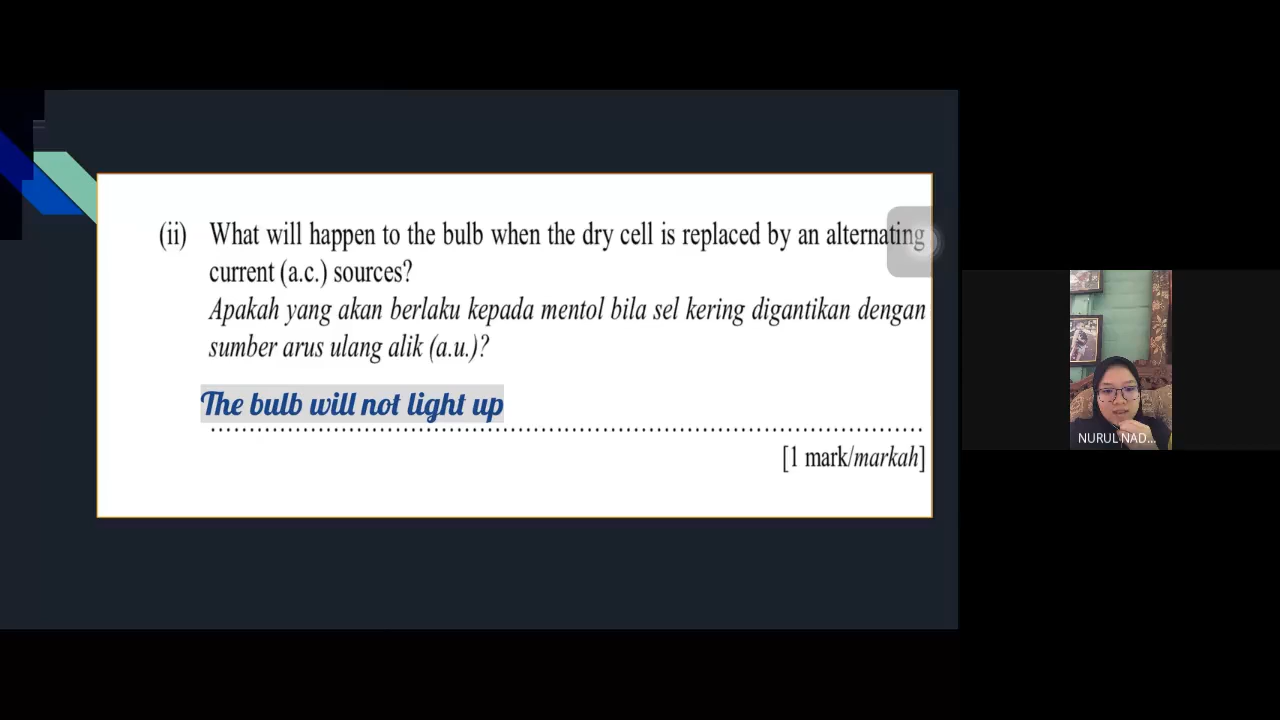 (ii) What will happen to the bulb when the dry cell is replaced by an alternating
current (a.c.) sources?
Apakah yang akan berlaku kepada mentol bila sel kering digantikan dengan
sumber arus ulang alik (a.u.)?
The bulb will not light up
[1 mark/markah]
NURUL NAD...